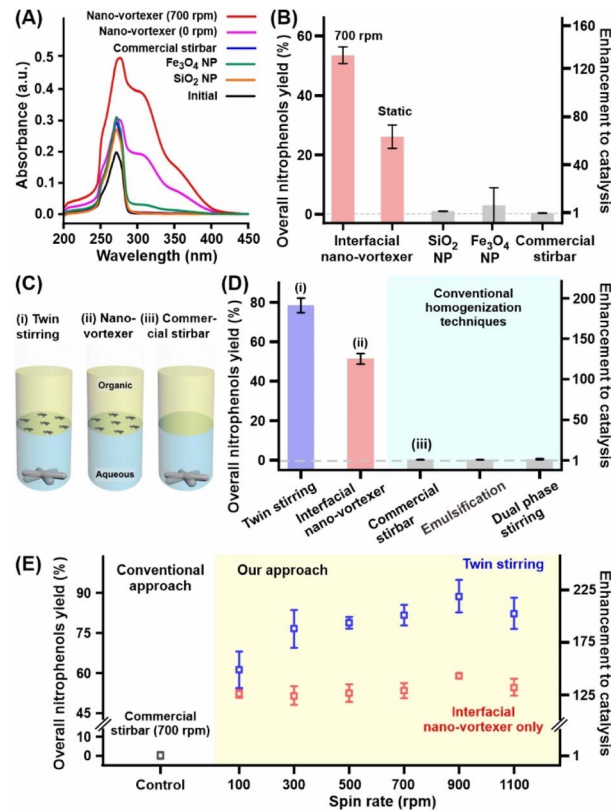 (A)
Nano-vortexer (700 rpm)
Nano-vortexer (0 rpm)
Commercial stirbar
Fe3O4 NP
SiO2 NP
Initial
Absorbance (a.u.)
0.5
0.4
0.3
0.2
0.1
0.0
200 250 300 350 400 450
Wavelength (nm)
(B)
Overall nitrophenols yield (%)
60
40
20
0
700 rpm
Static
160
120
80
40
1
Enhancement to catalysis
Interfacial nano-vortexer
SiO2 NP
Fe3O4 NP
Commercial stirbar
(C)
(i) Twin stirring
(ii) Nano-vortexer
(iii) Commer-cial stirbar
Organic
Aqueous
(D)
Overall nitrophenols yield (%)
80
60
40
20
0
(i)
(ii)
(iii)
Conventional
homogenization
techniques
200
150
100
50
1
Enhancement to catalysis
Twin stirring
Interfacial nano-vortexer
Commercial stirbar
Emulsification
Dual phase stirring
(E)
Overall nitrophenols yield (%)
90
75
60
45
10
0
Conventional
approach
Our approach
Twin stirring
Commercial
stirbar (700 rpm)
Interfacial
nano-vortexer only
225
175
125
1
Enhancement to catalysis
Control 100 300 500 700 900 1100
Spin rate (rpm)